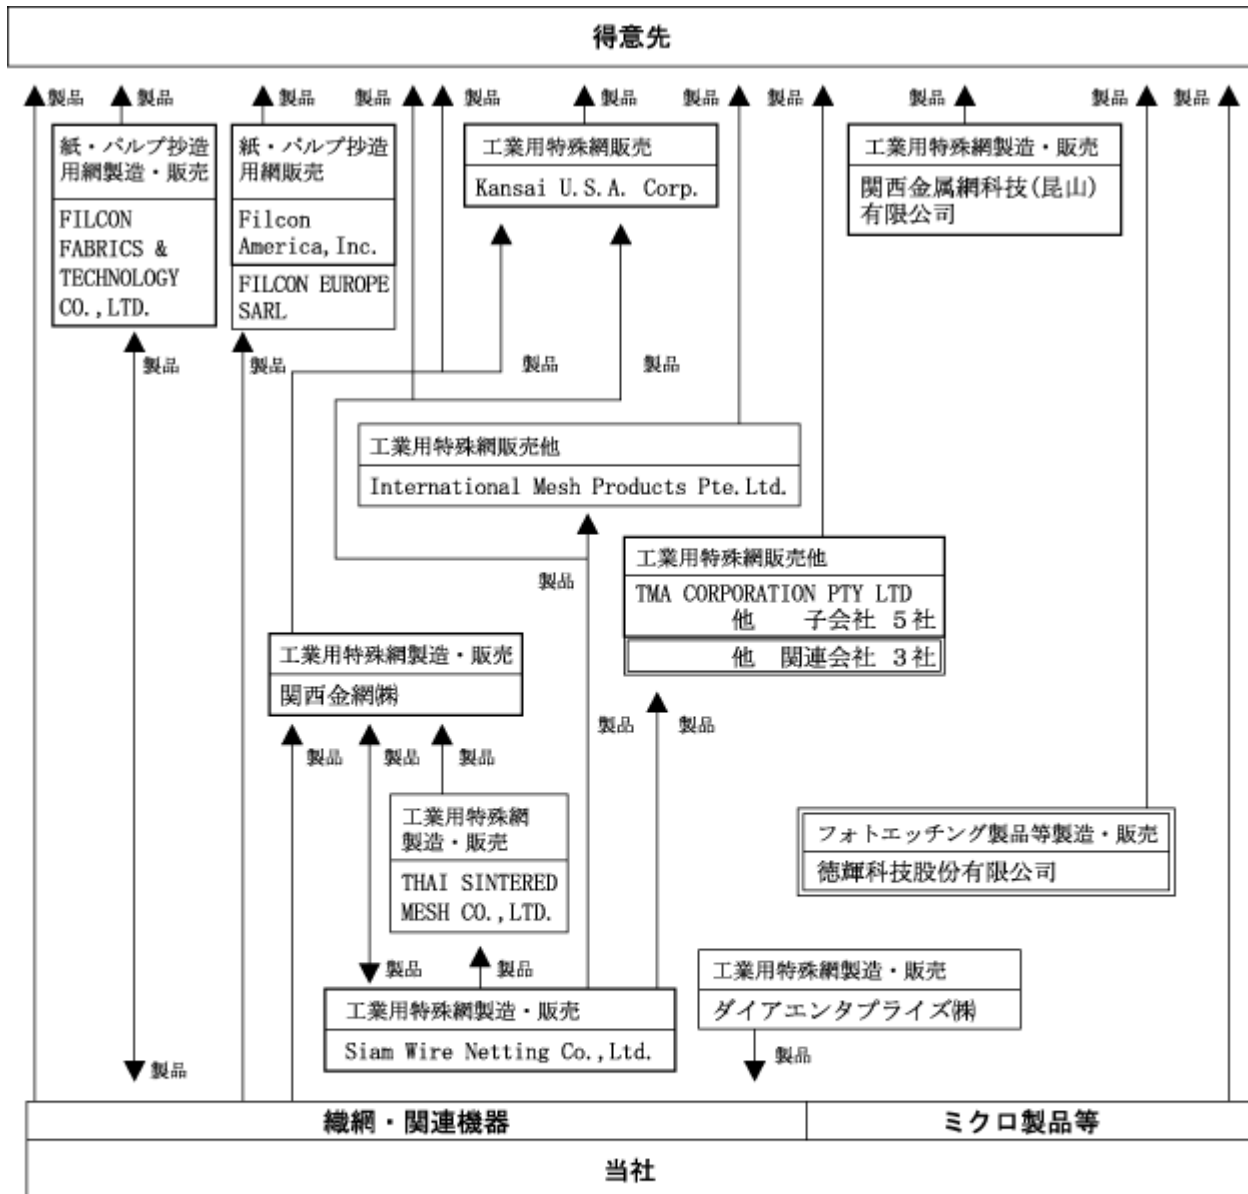 得意先
製品
製品
製品
製品
製品
製品
製品
製品
製品
製品
製品
紙・パルプ抄造
用網製造・販売
FILCON
FABRICS &
TECHNOLOGY
CO.,LTD.
紙・パルプ抄造
用網販売
Filcon
America,Inc.
FILCON EUROPE
SARL
工業用特殊網販売
Kansai U.S.A. Corp.
工業用特殊網製造・販売
関西金属網科技(昆山)
有限公司
製品
製品
製品
製品
工業用特殊網販売他
International Mesh Products Pte.Ltd.
製品
工業用特殊網販売他
TMA CORPORATION PTY LTD
他 子会社 5社
他 関連会社 3社
工業用特殊網製造・販売
関西金網㈱
製品
製品
製品
製品
製品
工業用特殊網
製造・販売
THAI SINTERED
MESH CO.,LTD.
フォトエッチング製品等製造・販売
徳輝科技股份有限公司
製品
製品
工業用特殊網製造・販売
Siam Wire Netting Co.,Ltd.
工業用特殊網製造・販売
ダイアエンタプライズ㈱
製品
製品
織網・関連機器
ミクロ製品等
当社